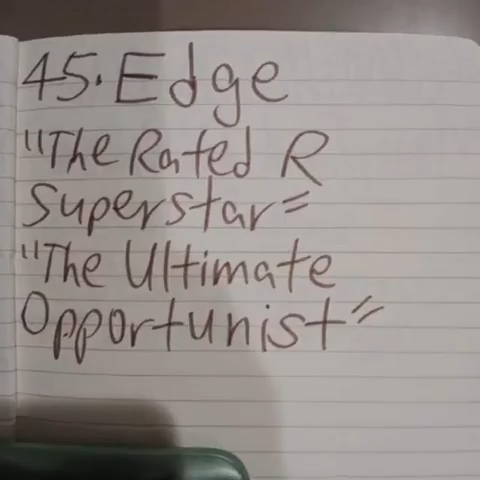 45. Edge
"The Rated R
Superstar"
"The Ultimate
Opportunist"